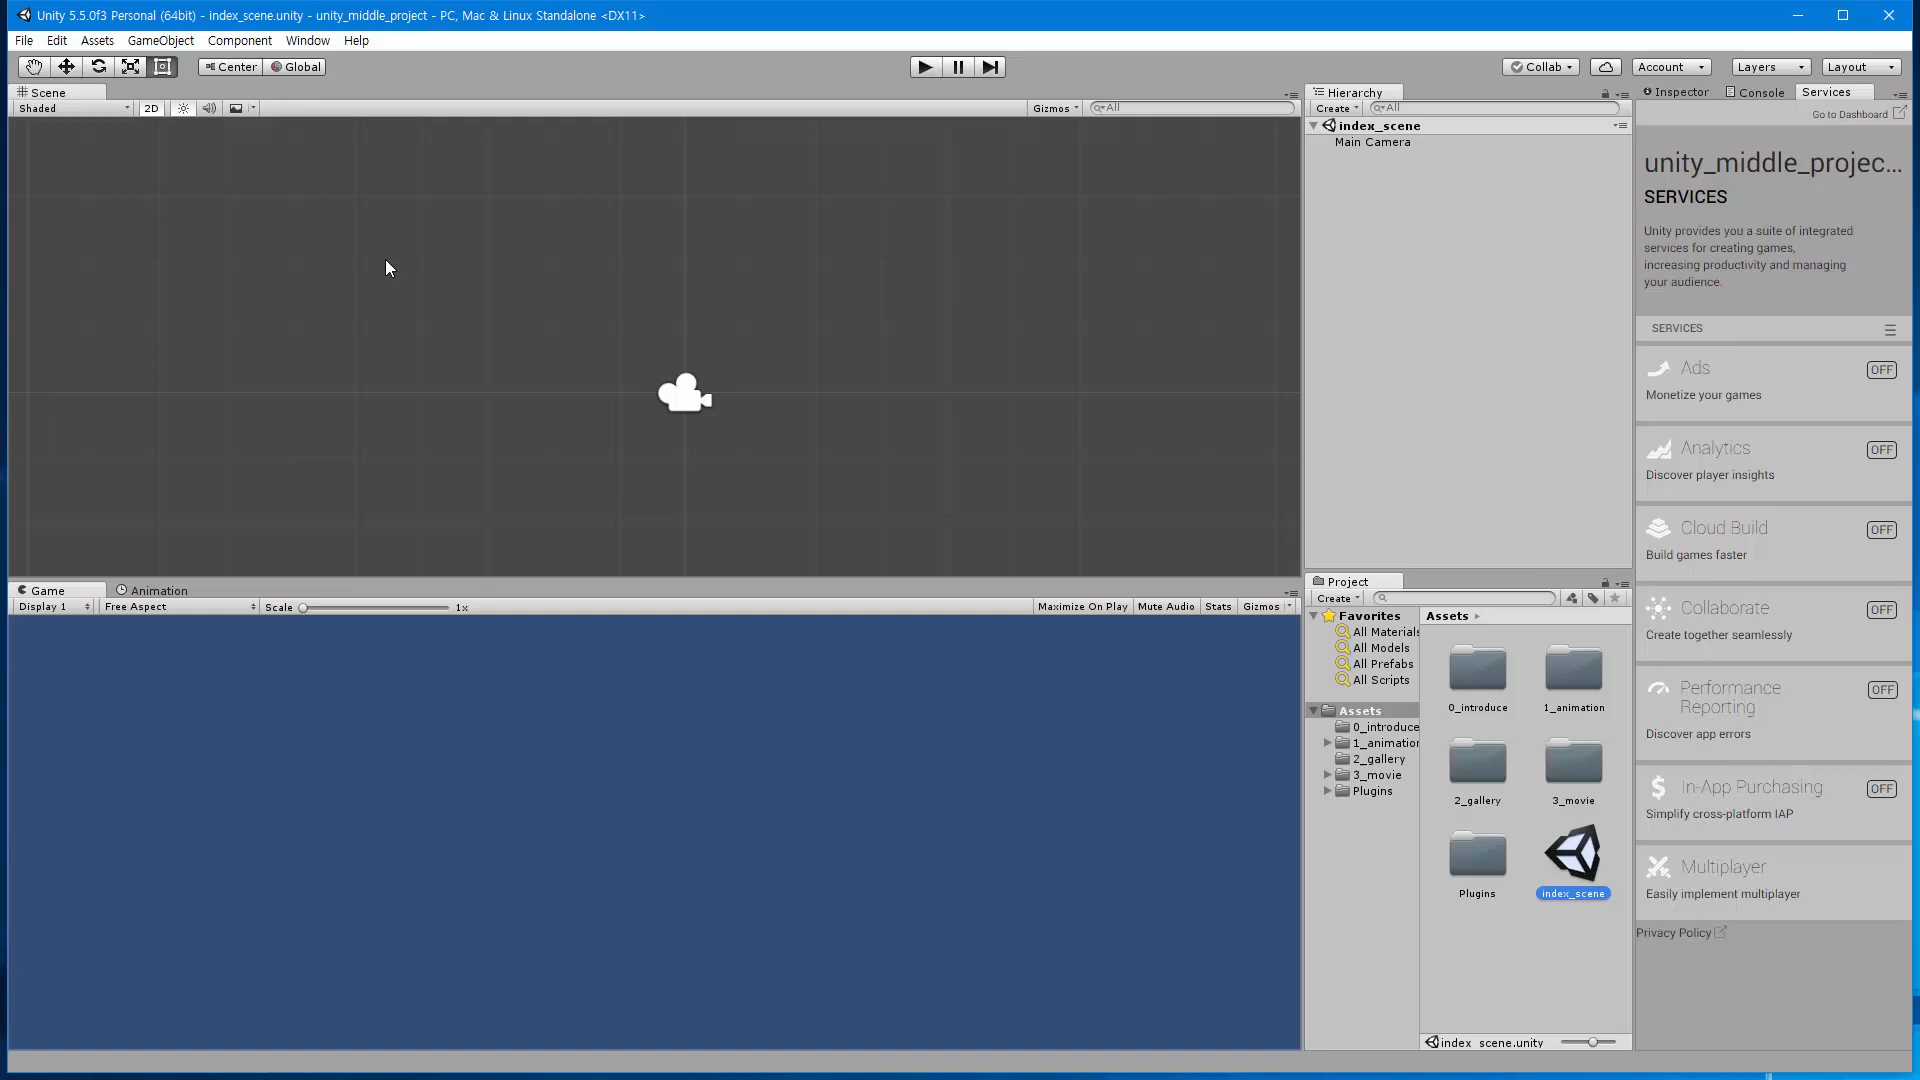 Unity 5.5.0f3 Personal (64bit) - index_scene.unity - unity_middle_project - PC, Mac & Linux Standalone <DX11>
File Edit Assets GameObject Component Window Help
Center Global Collab Account Layers Layout
Scene
Shaded 2D Gizmos All
Hierarchy
Create All
index_scene
Main Camera
Inspector Console Services
Go to Dashboard
unity_middle_projec...
SERVICES
Unity provides you a suite of integrated
services for creating games,
increasing productivity and managing
your audience.
SERVICES
Ads OFF
Monetize your games
Analytics OFF
Discover player insights
Cloud Build OFF
Build games faster
Collaborate OFF
Create together seamlessly
Performance
Reporting OFF
Discover app errors
In-App Purchasing OFF
Simplify cross-platform IAP
Multiplayer
Easily implement multiplayer
Privacy Policy
Game Animation
Display 1 Free Aspect Scale 1x Maximize On Play Mute Audio Stats Gizmos
Project
Create
Favorites
All Materials
All Models
All Prefabs
All Scripts
Assets
0_introduce
1_animation
2_gallery
3_movie
Plugins
Assets
0_introduce 1_animation
2_gallery 3_movie
Plugins index_scene
index_scene.unity